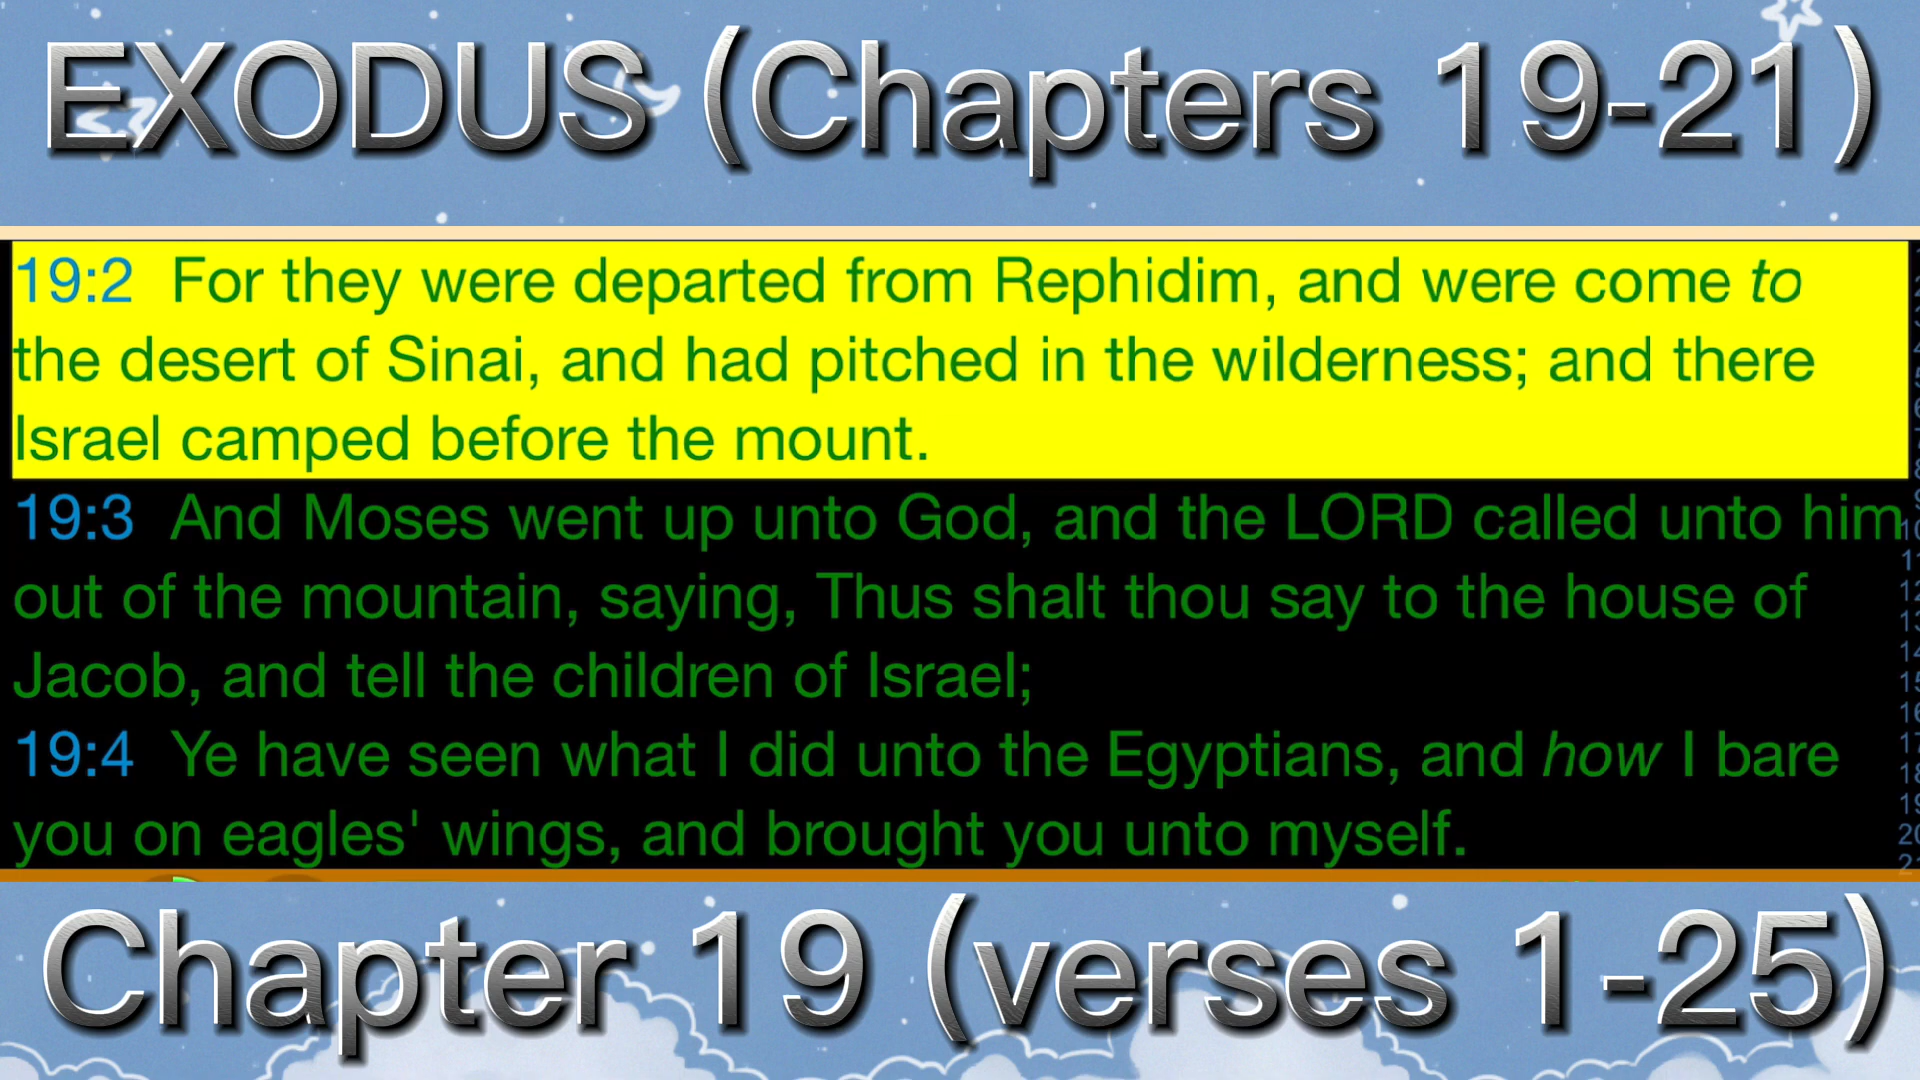 EXODUS (Chapters 19-21)
19:2 For they were departed from Rephidim, and were come to
the desert of Sinai, and had pitched in the wilderness; and there
Israel camped before the mount.
19:3 And Moses went up unto God, and the LORD called unto him
out of the mountain, saying, Thus shalt thou say to the house of
Jacob, and tell the children of Israel;
19:4 Ye have seen what I did unto the Egyptians, and how I bare
you on eagles' wings, and brought you unto myself.
Chapter 19 (verses 1-25)